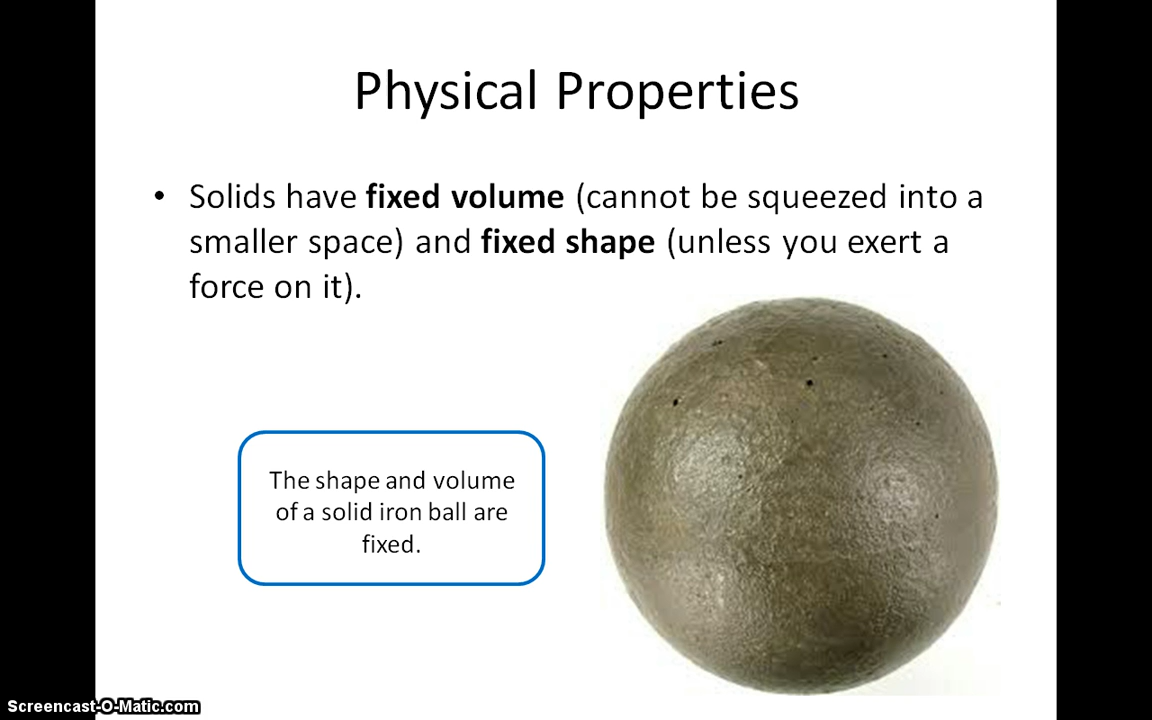 Physical Properties
• Solids have fixed volume (cannot be squeezed into a
smaller space) and fixed shape (unless you exert a
force on it).
The shape and volume
of a solid iron ball are
fixed.
Screencast-O-Matic.com